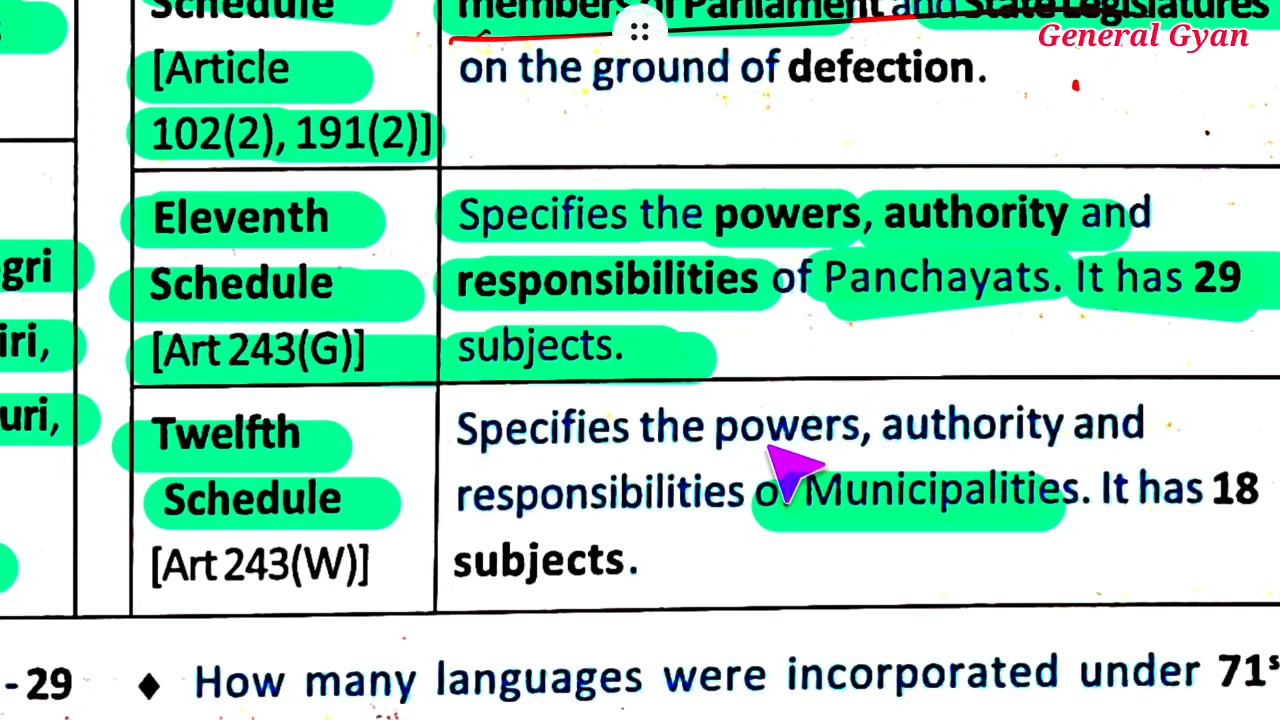 Schedule
[Article
102(2), 191(2)]
members of Parliament and State Legislatures
on the ground of defection.
General Gyan
Eleventh
Schedule
[Art 243(G)]
Specifies the powers, authority and
responsibilities of Panchayats. It has 29
subjects.
Twelfth
Schedule
[Art 243(W)]
Specifies the powers, authority and
responsibilities of Municipalities. It has 18
subjects.
gri
iri,
uri,
-29
♦ How many languages were incorporated under 71s